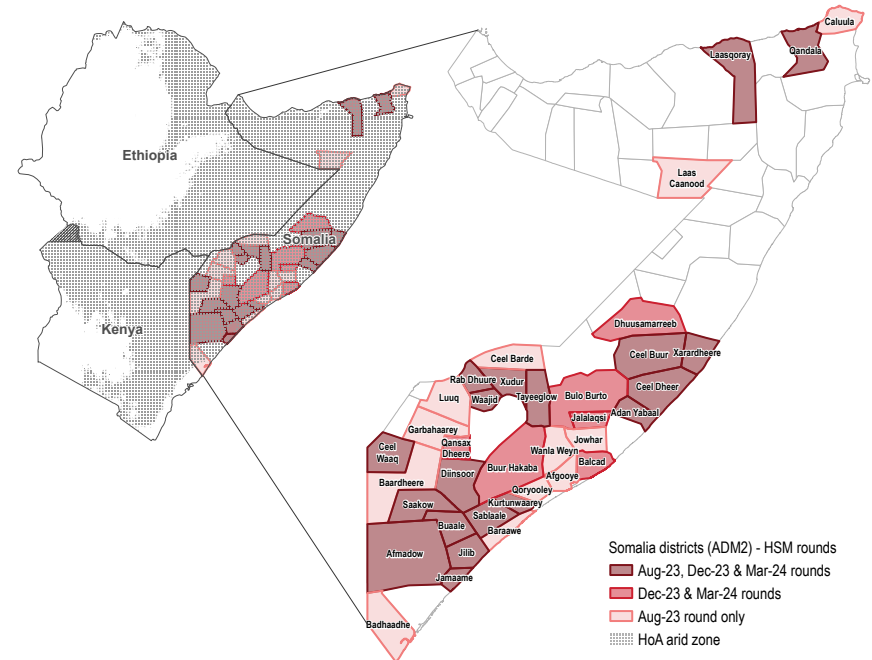 Ethiopia
Somalia
Kenya
Caluula
Qandala
Laasqoray
Laas
Caanood
Dhuusamarreeb
Ceel Buur
Xarardheere
Ceel Barde
Rab Dhuure
Xudur
Ceel Dheer
Luuq
Waajid
Tayeeglow
Bulo Burto
Adan Yabaal
Jalalaqsi
Garbahaarey
Jowhar
Ceel
Waaq
Qansax
Dheere
Wanla Weyn
Balcad
Diinsoor
Buur Hakaba
Afgooye
Baardheere
Qoryooley
Saakow
Kurtunwaarey
Sablaale
Buaale
Baraawe
Afmadow
Jilib
Jamaame
Badhaadhe
Somalia districts (ADM2) - HSM rounds
Aug-23, Dec-23 & Mar-24 rounds
Dec-23 & Mar-24 rounds
Aug-23 round only
HoA arid zone